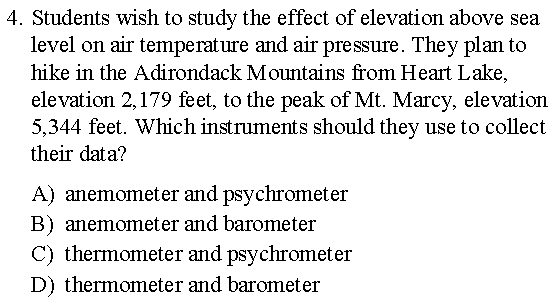 4. Students wish to study the effect of elevation above sea
level on air temperature and air pressure. They plan to
hike in the Adirondack Mountains from Heart Lake,
elevation 2,179 feet, to the peak of Mt. Marcy, elevation
5,344 feet. Which instruments should they use to collect
their data?
A) anemometer and psychrometer
B) anemometer and barometer
C) thermometer and psychrometer
D) thermometer and barometer